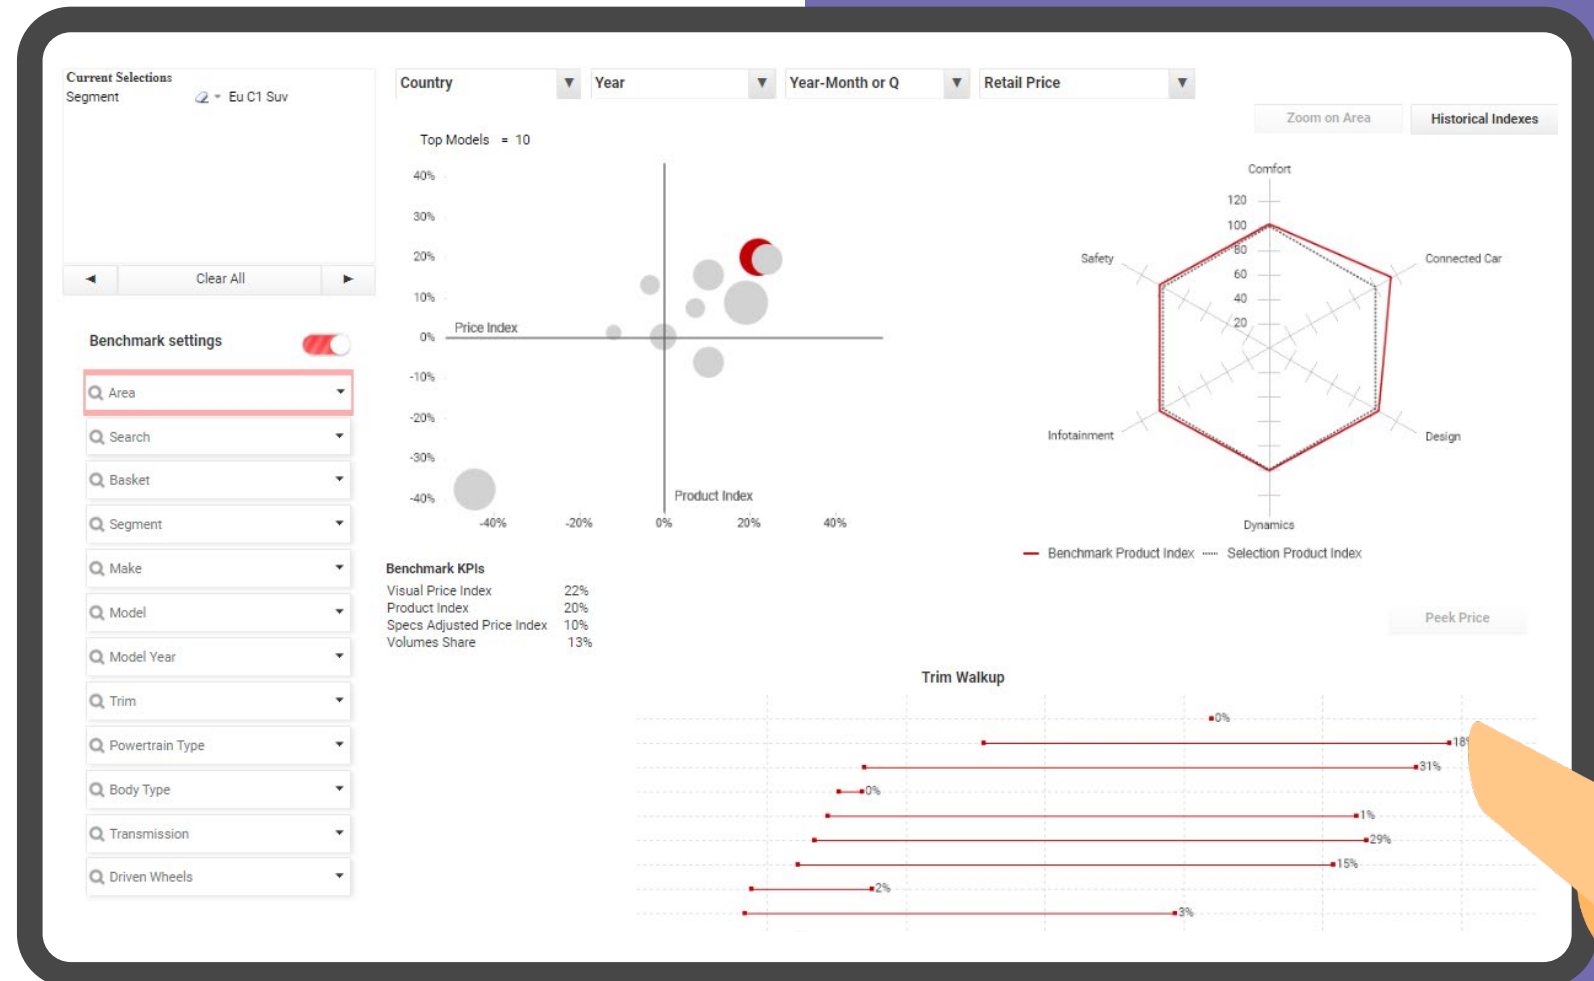 Current Selections
Segment Eu C1 Suv
Clear All
Benchmark settings
Area
Search
Basket
Segment
Make
Model
Model Year
Trim
Powertrain Type
Body Type
Transmission
Driven Wheels
Country Year Year-Month or Q Retail Price
Zoom on Area Historical Indexes
Top Models = 10
40%
30%
20%
10%
0%
-10%
-20%
-30%
-40%
Price Index
Product Index
-40% -20% 0% 20% 40%
Comfort
120
100
80
60
40
20
Safety
Connected Car
Infotainment
Design
Dynamics
Benchmark Product Index Selection Product Index
Benchmark KPIs
Visual Price Index 22%
Product Index 20%
Specs Adjusted Price Index 10%
Volumes Share 13%
Peek Price
Trim Walkup
0%
18%
31%
0%
1%
29%
15%
2%
3%